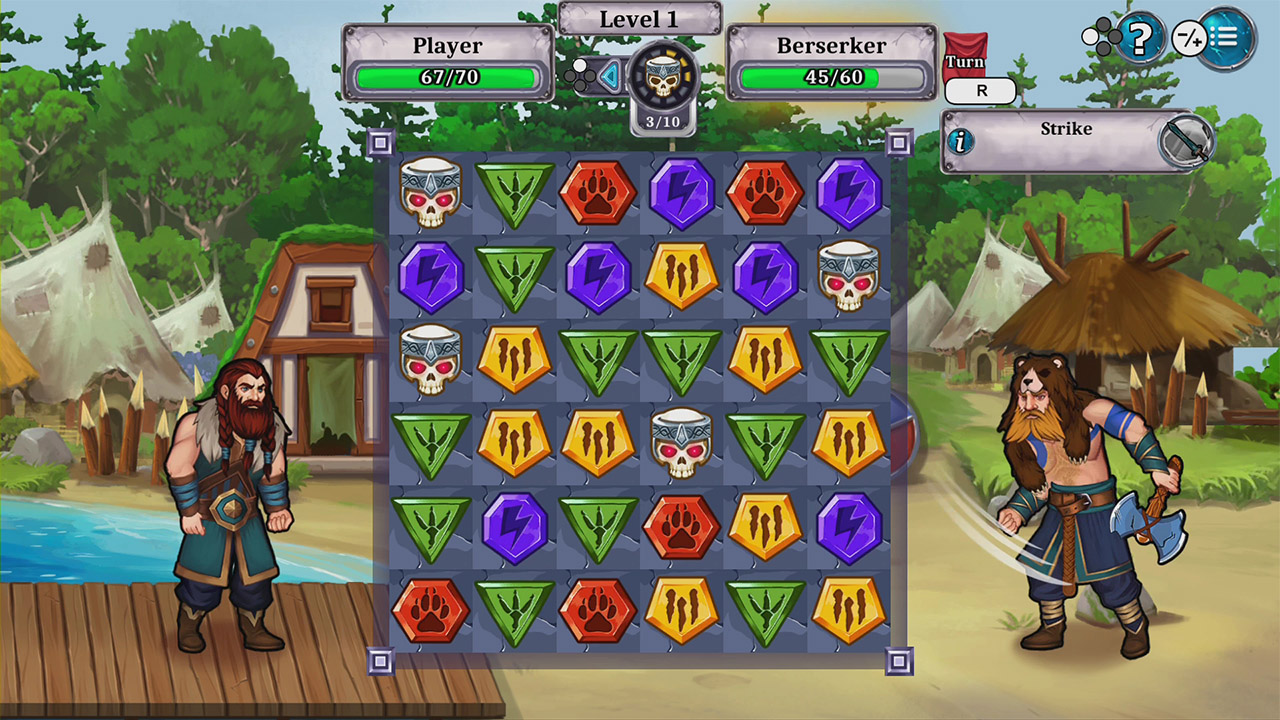 Level 1
Player
67/70
3/10
Berserker
45/60
Turn
R
?
-/+
i
Strike